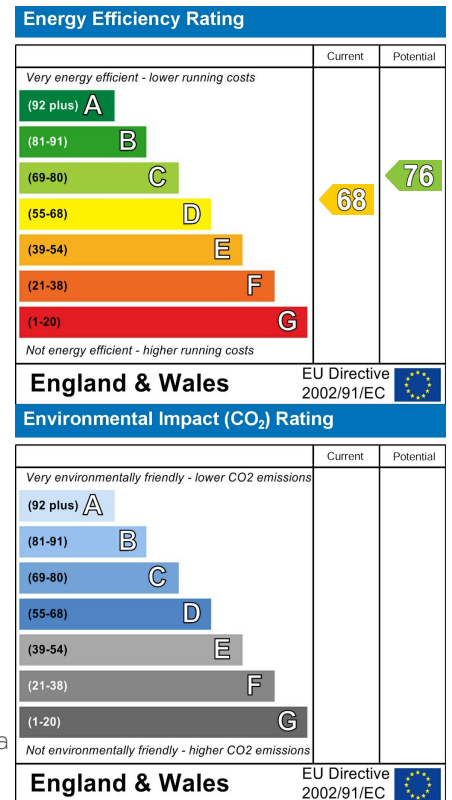 Energy Efficiency Rating
Current Potential
Very energy efficient - lower running costs
(92 plus) A
(81-91) B
(69-80) C
(55-68) D
(39-54) E
(21-38) F
(1-20) G
68
76
Not energy efficient - higher running costs
England & Wales
EU Directive
2002/91/EC
Environmental Impact (CO₂) Rating
Current Potential
Very environmentally friendly - lower CO2 emissions
(92 plus) A
(81-91) B
(69-80) C
(55-68) D
(39-54) E
(21-38) F
(1-20) G
a
Not environmentally friendly - higher CO2 emissions
England & Wales
EU Directive
2002/91/EC